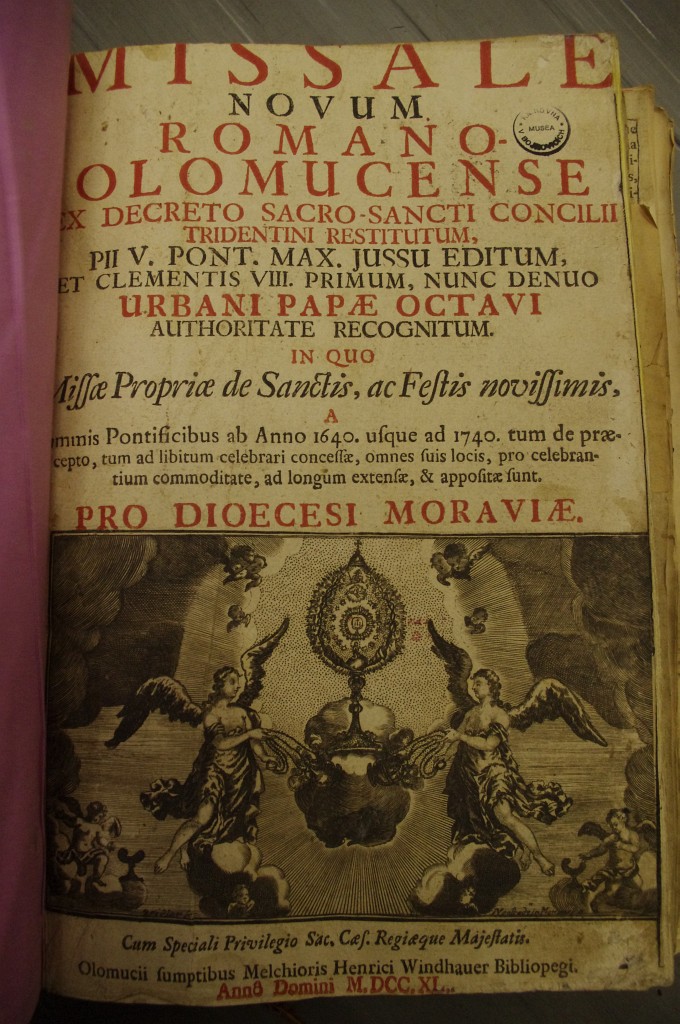 MISSALE
NOVUM
ROMANO-
OLOMUCENSE
EX DECRETO SACRO-SANCTI CONCILII
TRIDENTINI RESTITUTUM,
PII V. PONT. MAX. JUSSU EDITUM,
ET CLEMENTIS VIII. PRIMUM, NUNC DENUO
URBANI PAPÆ OCTAVI
AUTHORITATE RECOGNITUM.
IN QUO
Miſſæ Propriæ de Sanctis, ac Feſtis noviſſimis,
A
mmis Pontificibus ab Anno 1640. uſque ad 1740. tum de præ-
cepto, tum ad libitum celebrari conceſſæ, omnes ſuis locis, pro celebran-
tium commoditate, ad longum extenſæ, & appoſitæ ſunt.
PRO DIOECESI MORAVIÆ.
Cum Speciali Privilegio Sac. Cæſ. Regiæque Majeſtatis.
Olomucii ſumptibus Melchioris Henrici Windhauer Bibliopegi.
Anno Domini M.DCC.XL.
MUSEA